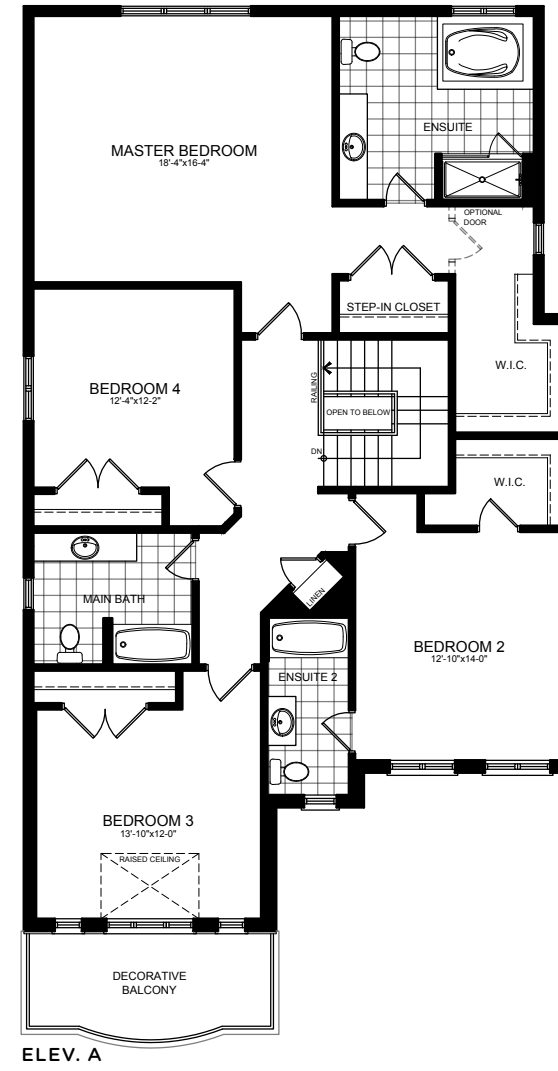 ENSUITE
MASTER BEDROOM
18'-4"x16-4"
OPTIONAL
DOOR
STEP-IN CLOSET
W.I.C.
BEDROOM 4
12'-4"x12-2"
RAILING
OPEN TO BELOW
DN
W.I.C.
MAIN BATH
LINEN
BEDROOM 2
12'-10"x14-0"
ENSUITE 2
BEDROOM 3
13'-10"x12-0"
RAISED CEILING
DECORATIVE
BALCONY
ELEV. A